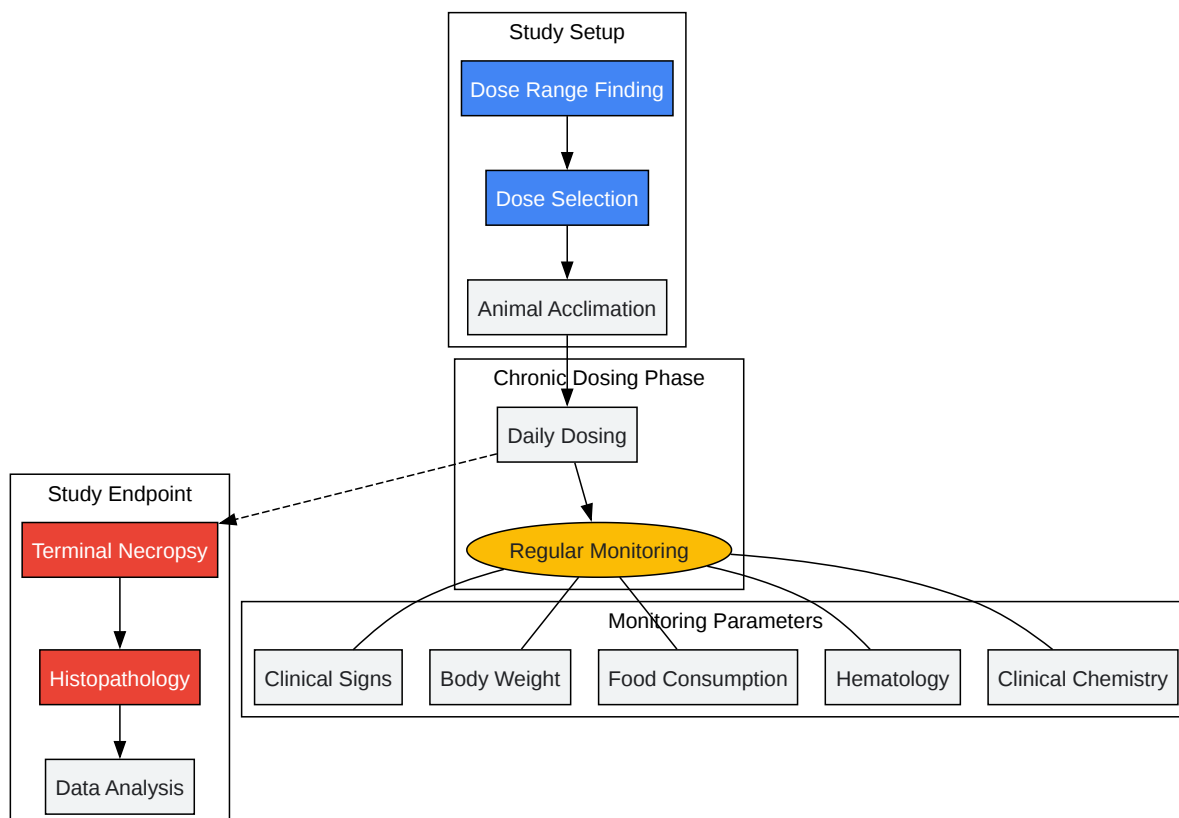 Study Setup
Dose Range Finding
Dose Selection
Animal Acclimation
Chronic Dosing Phase
Daily Dosing
Regular Monitoring
Study Endpoint
Terminal Necropsy
Histopathology
Data Analysis
Monitoring Parameters
Clinical Signs
Body Weight
Food Consumption
Hematology
Clinical Chemistry